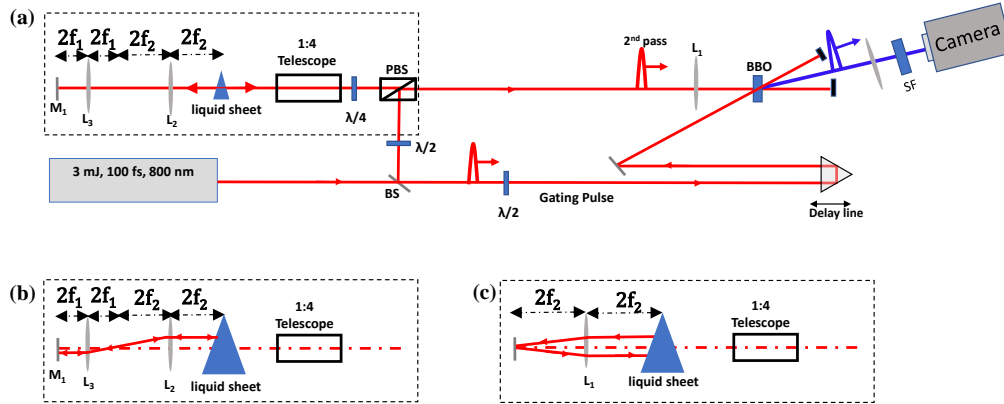 (a)
2f₁ 2f₁ 2f₂ 2f₂
1:4
Telescope
PBS
M₁
L₃
L₂
liquid sheet
λ/4
2ⁿᵈ pass
L₁
BBO
SF
Camera
λ/2
3 mJ, 100 fs, 800 nm
BS
λ/2
Gating Pulse
Delay line
(b)
2f₁ 2f₁ 2f₂ 2f₂
1:4
Telescope
M₁
L₃
L₂
liquid sheet
(c)
2f₂ 2f₂
1:4
Telescope
L₁
liquid sheet